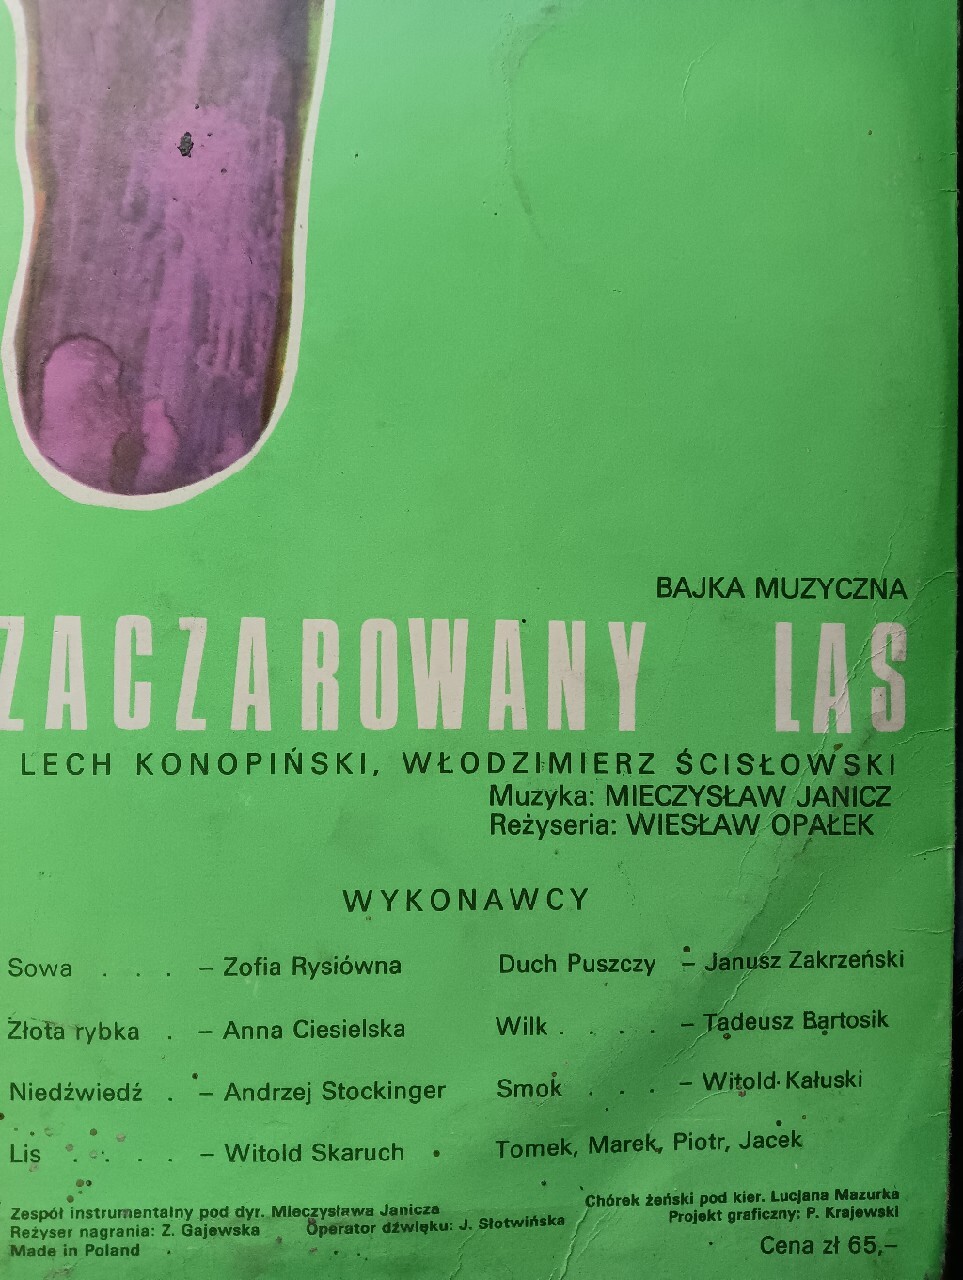 BAJKA MUZYCZNA
ZACZAROWANY LAS
LECH KONOPIŃSKI, WŁODZIMIERZ ŚCISŁOWSKI
Muzyka: MIECZYSŁAW JANICZ
Reżyseria: WIESŁAW OPAŁEK
WYKONAWCY
Sowa . . . – Zofia Rysiówna
Złota rybka . – Anna Ciesielska
Niedźwiedź . – Andrzej Stockinger
Lis . . . . – Witold Skaruch
Duch Puszczy – Janusz Zakrzeński
Wilk . . . . – Tadeusz Bartosik
Smok . . . – Witold Kałuski
Tomek, Marek, Piotr, Jacek
Zespół instrumentalny pod dyr. Mieczysława Janicza
Reżyser nagrania: Z. Gajewska Operator dźwięku: J. Słotwińska
Made in Poland
Chórek żeński pod kier. Lucjana Mazurka
Projekt graficzny: P. Krajewski
Cena zł 65,–